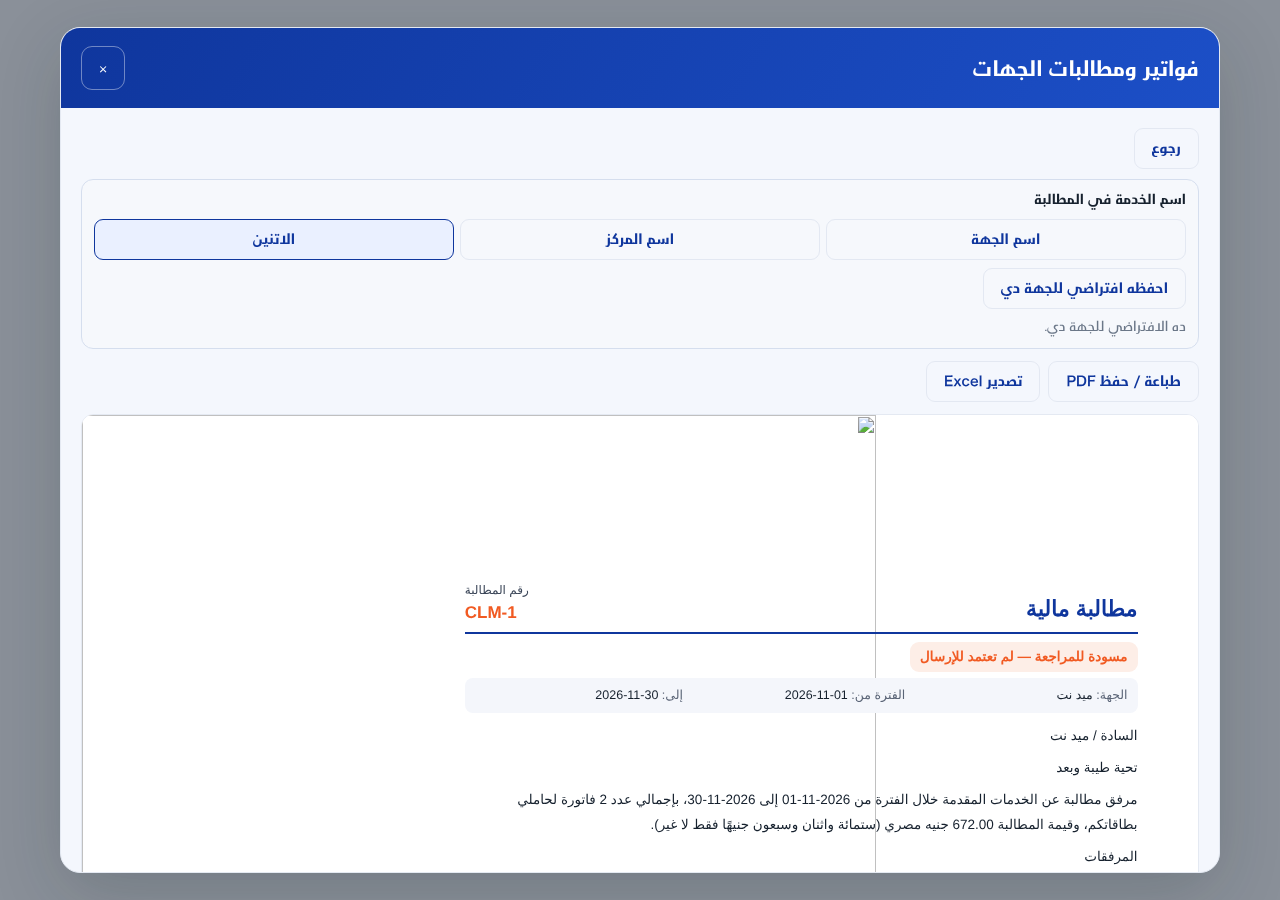 فواتير ومطالبات الجهات
×
رجوع
اسم الخدمة في المطالبة
اسم الجهة
اسم المركز
الاتنين
احفظه افتراضي للجهة دي
ده الافتراضي للجهة دي.
طباعة / حفظ PDF
تصدير Excel
رقم المطالبة
مطالبة مالية
CLM-1
مسودة للمراجعة — لم تعتمد للإرسال
الجهة: ميد نت
الفترة من: 2026-11-01
إلى: 2026-11-30
السادة / ميد نت
تحية طيبة وبعد
مرفق مطالبة عن الخدمات المقدمة خلال الفترة من 2026-11-01 إلى 2026-11-30، بإجمالي عدد 2 فاتورة لحاملي
بطاقاتكم، وقيمة المطالبة 672.00 جنيه مصري (ستمائة واثنان وسبعون جنيهًا فقط لا غير).
المرفقات